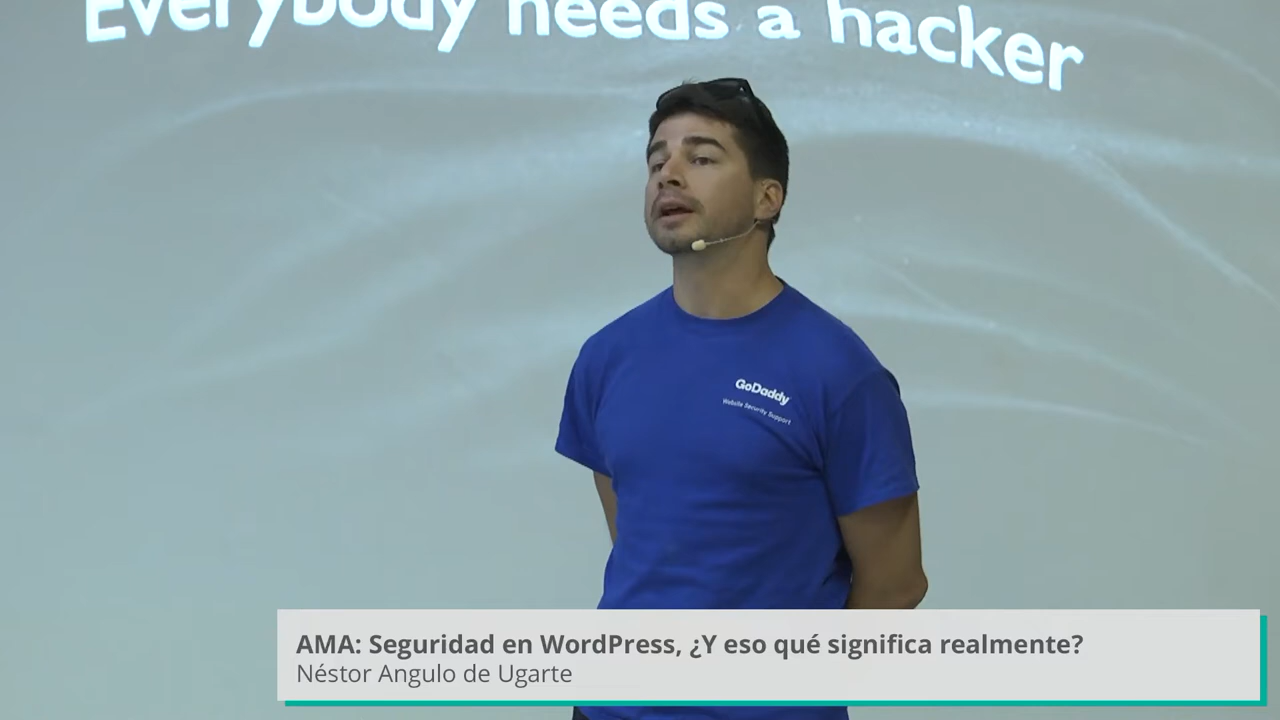 Everybody needs a hacker
GoDaddy
Website Security Support
AMA: Seguridad en WordPress, ¿Y eso qué significa realmente?
Néstor Angulo de Ugarte